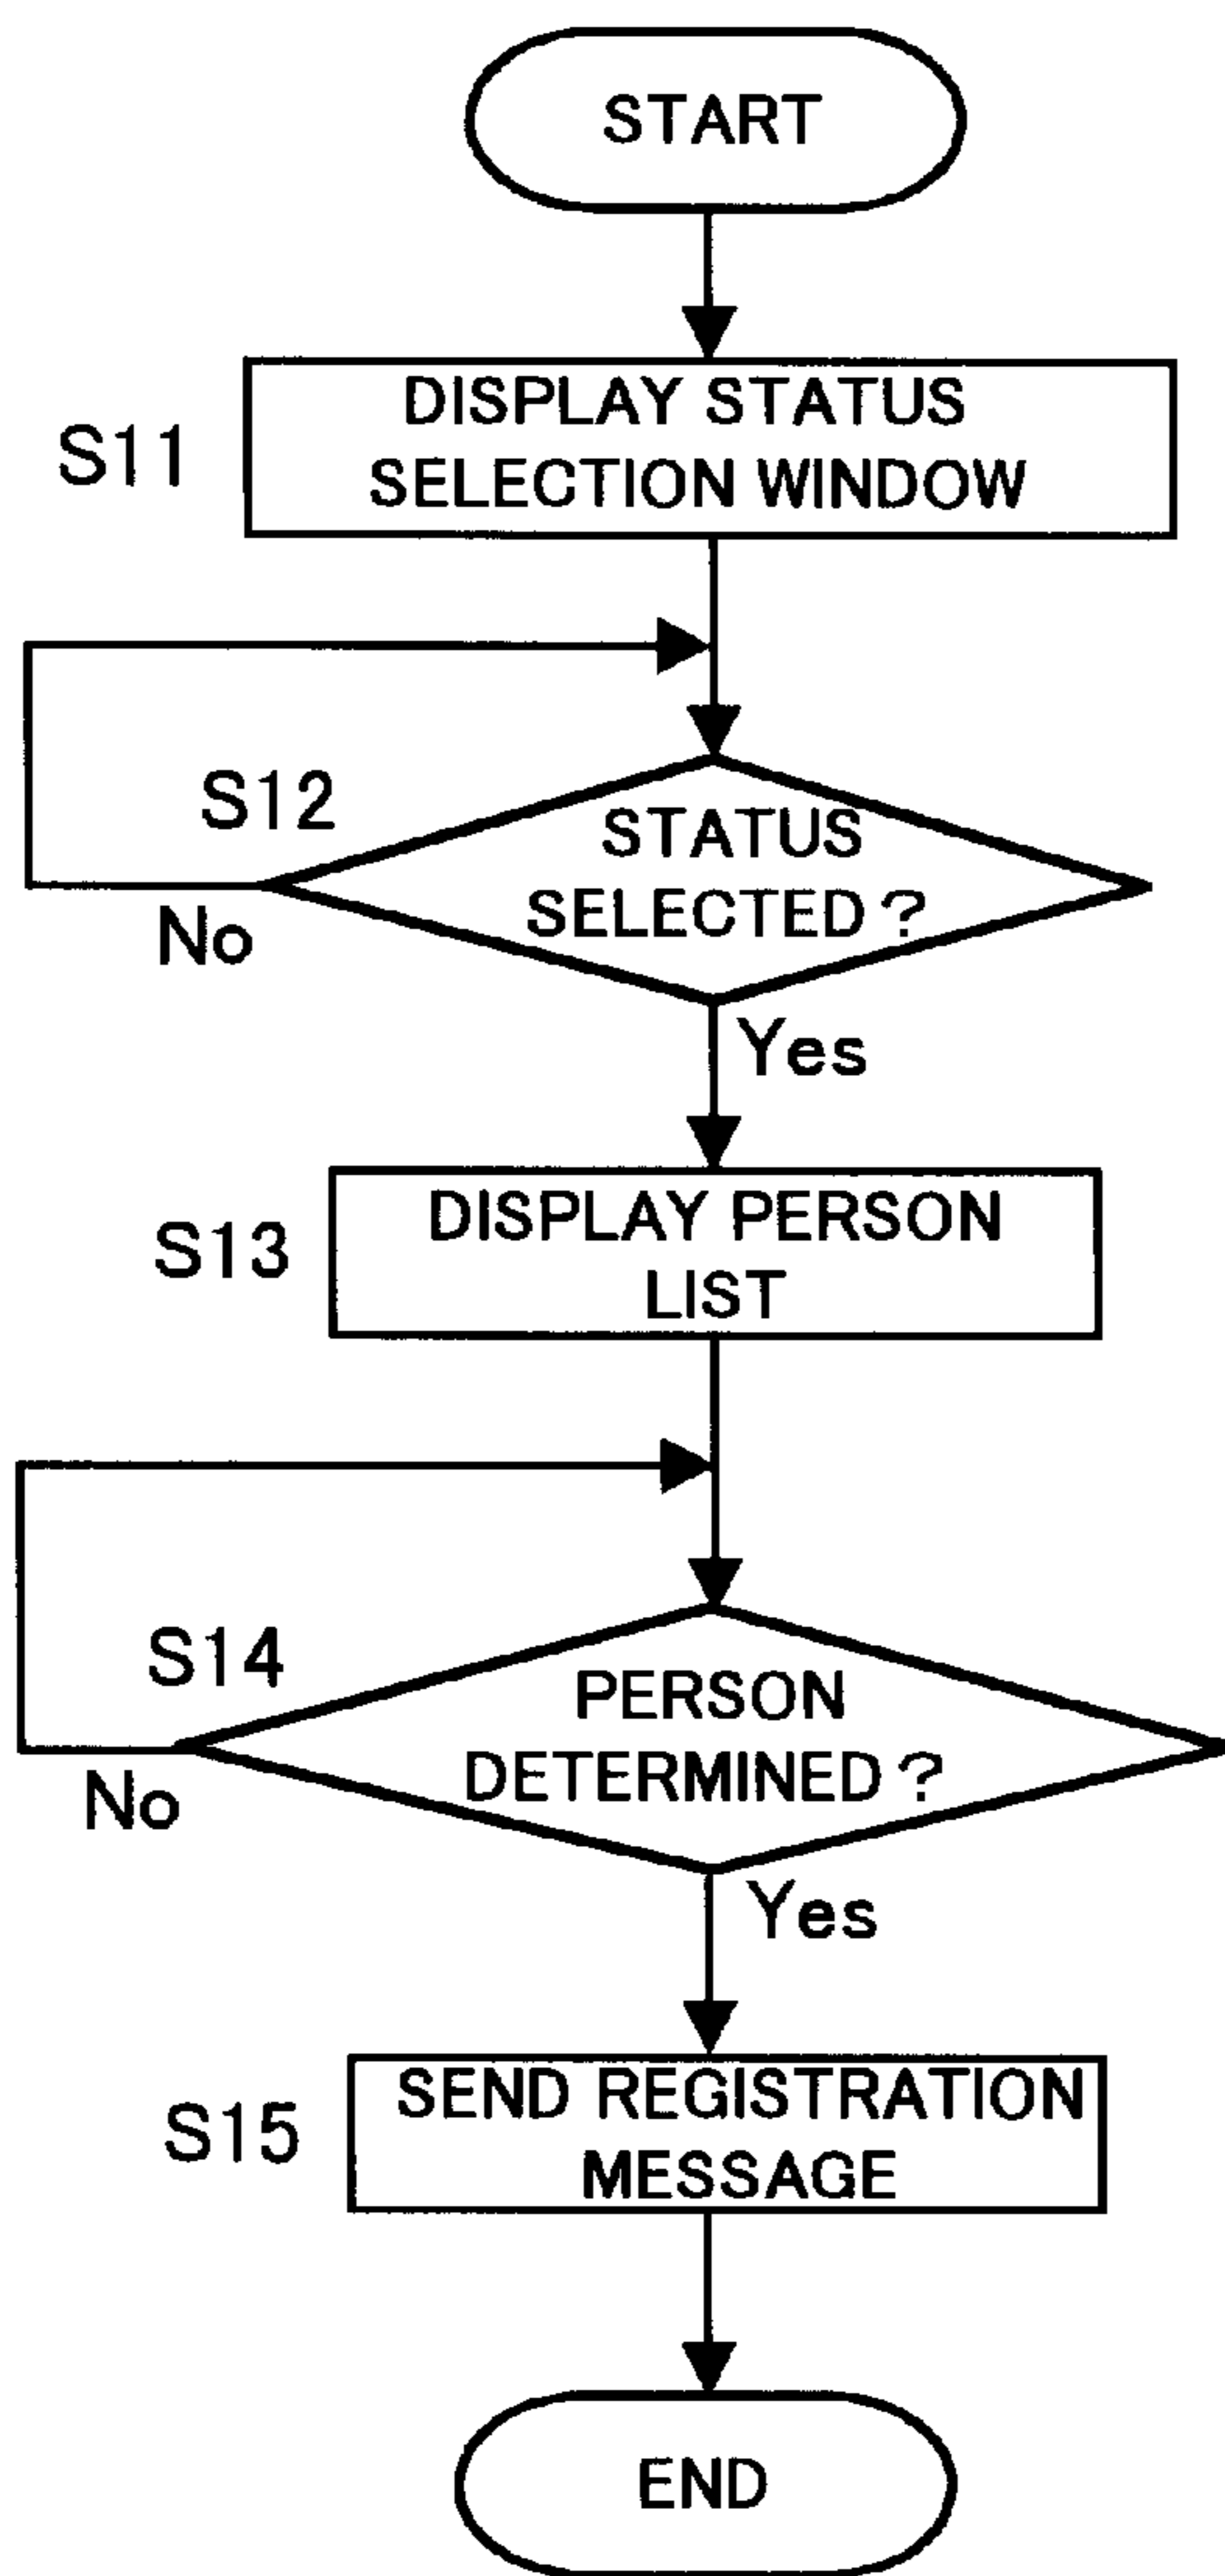 START
S11
DISPLAY STATUS
SELECTION WINDOW
S12
STATUS
SELECTED?
No
Yes
S13
DISPLAY PERSON
LIST
S14
PERSON
DETERMINED?
No
Yes
S15
SEND REGISTRATION
MESSAGE
END